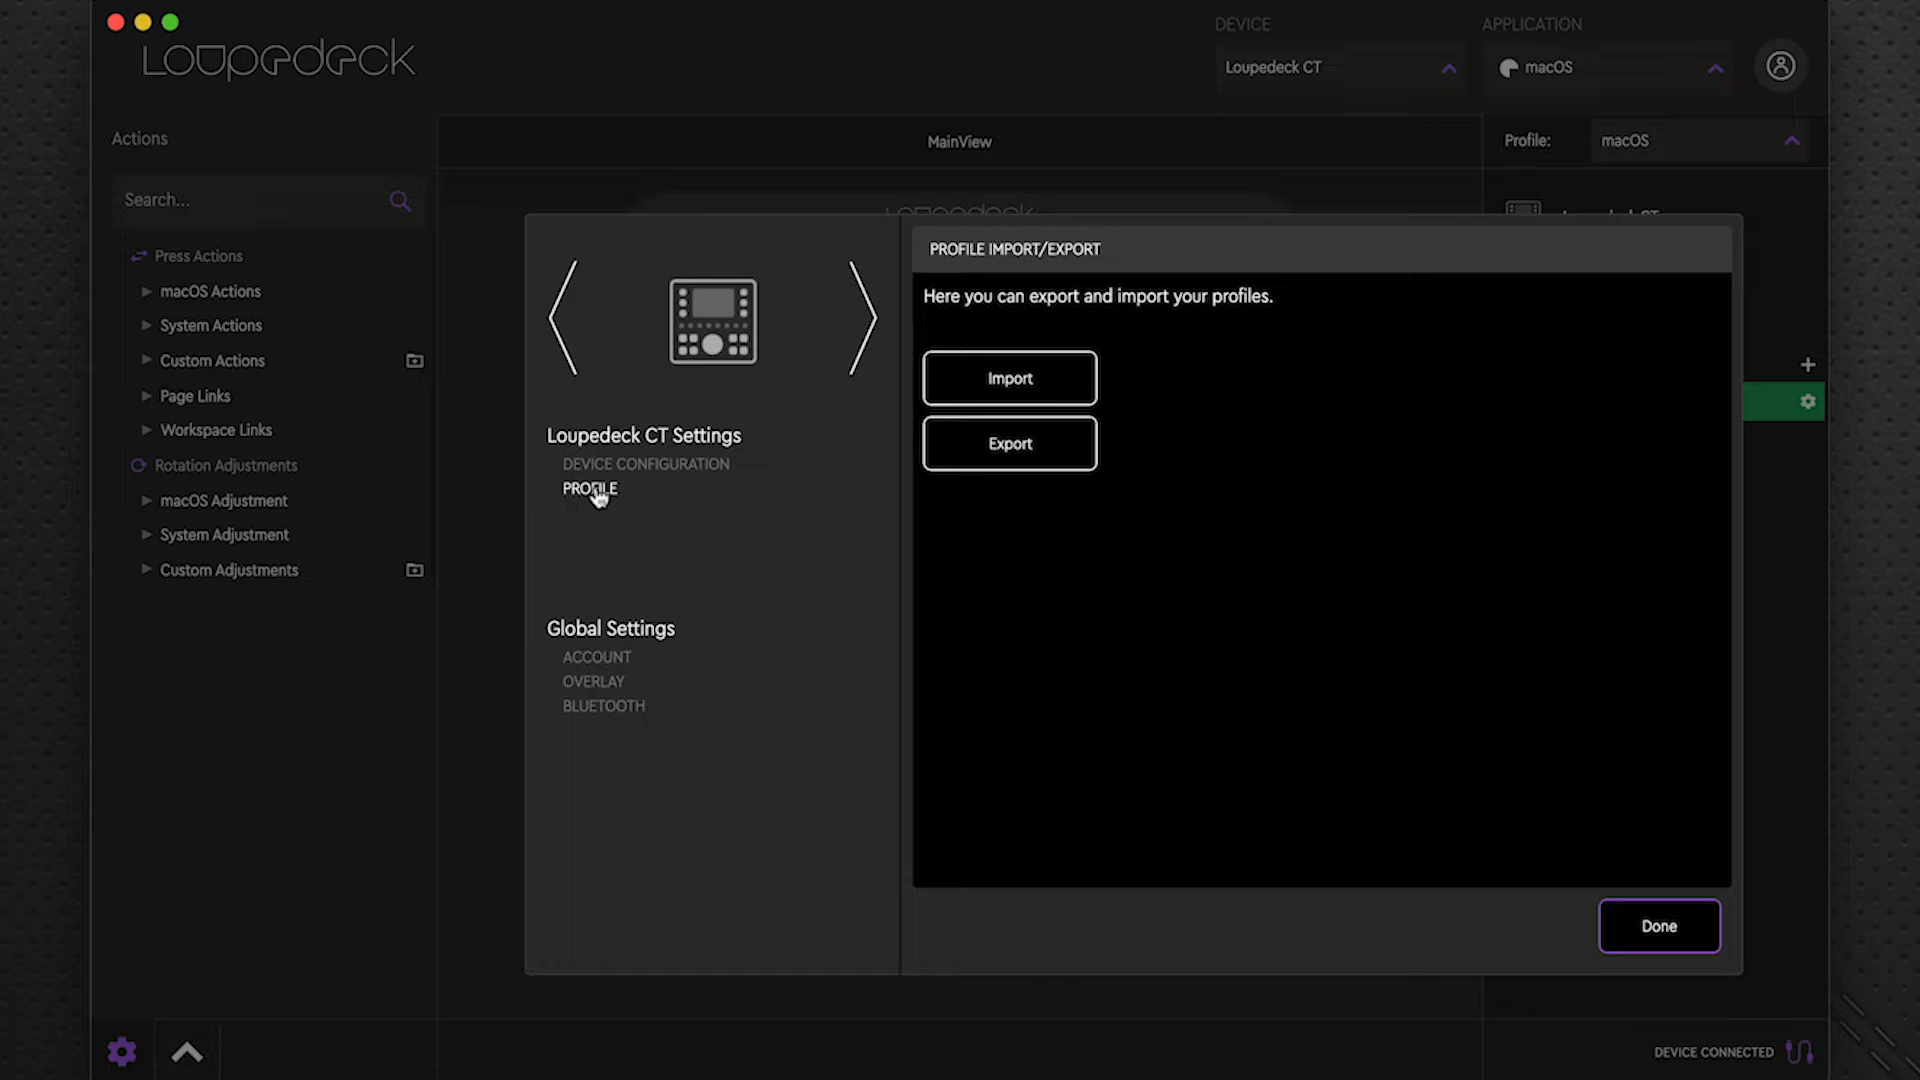 Loupedeck
DEVICE
APPLICATION
Loupedeck CT
macOS
Actions
MainView
Profile:
macOS
Search...
Press Actions
macOS Actions
System Actions
Custom Actions
Page Links
Workspace Links
Rotation Adjustments
macOS Adjustment
System Adjustment
Custom Adjustments
Loupedeck CT Settings
DEVICE CONFIGURATION
PROFILE
Global Settings
ACCOUNT
OVERLAY
BLUETOOTH
PROFILE IMPORT/EXPORT
Here you can export and import your profiles.
Import
Export
Done
DEVICE CONNECTED